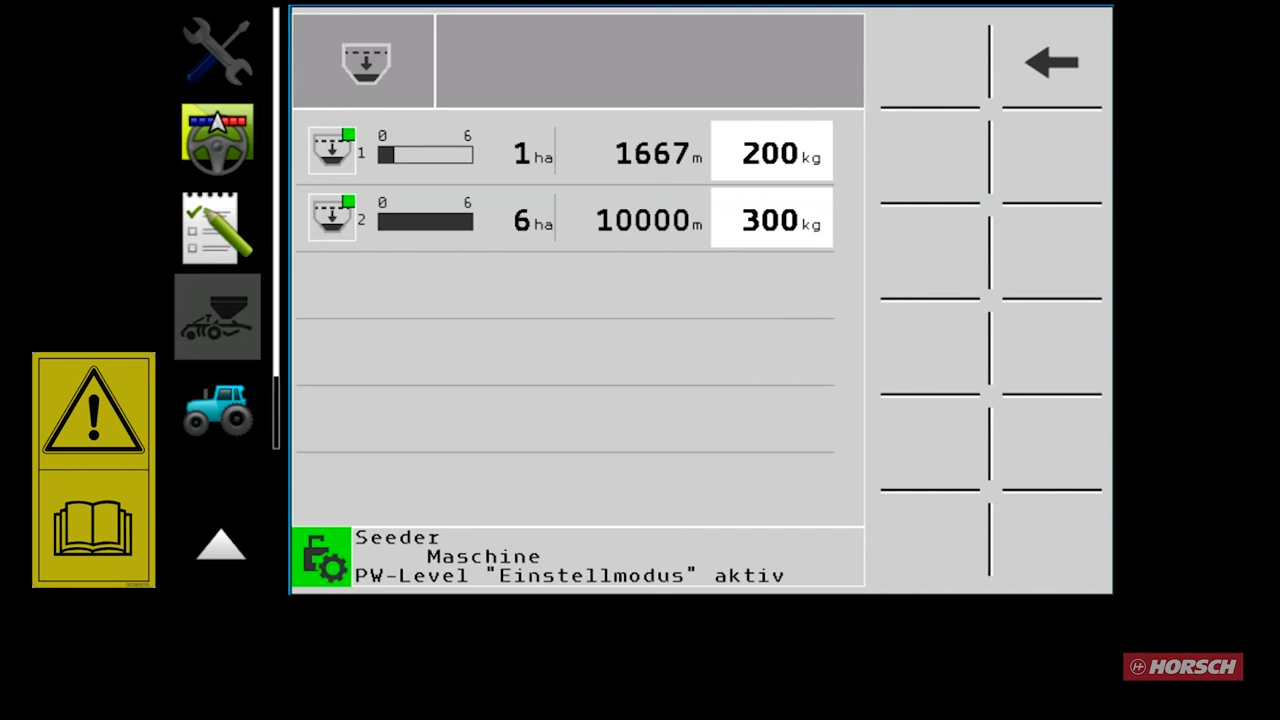 0 6
1
1 ha
1667 m
200 kg
0 6
2
6 ha
10000 m
300 kg
Seeder
Maschine
PW-Level "Einstellmodus" aktiv
HORSCH